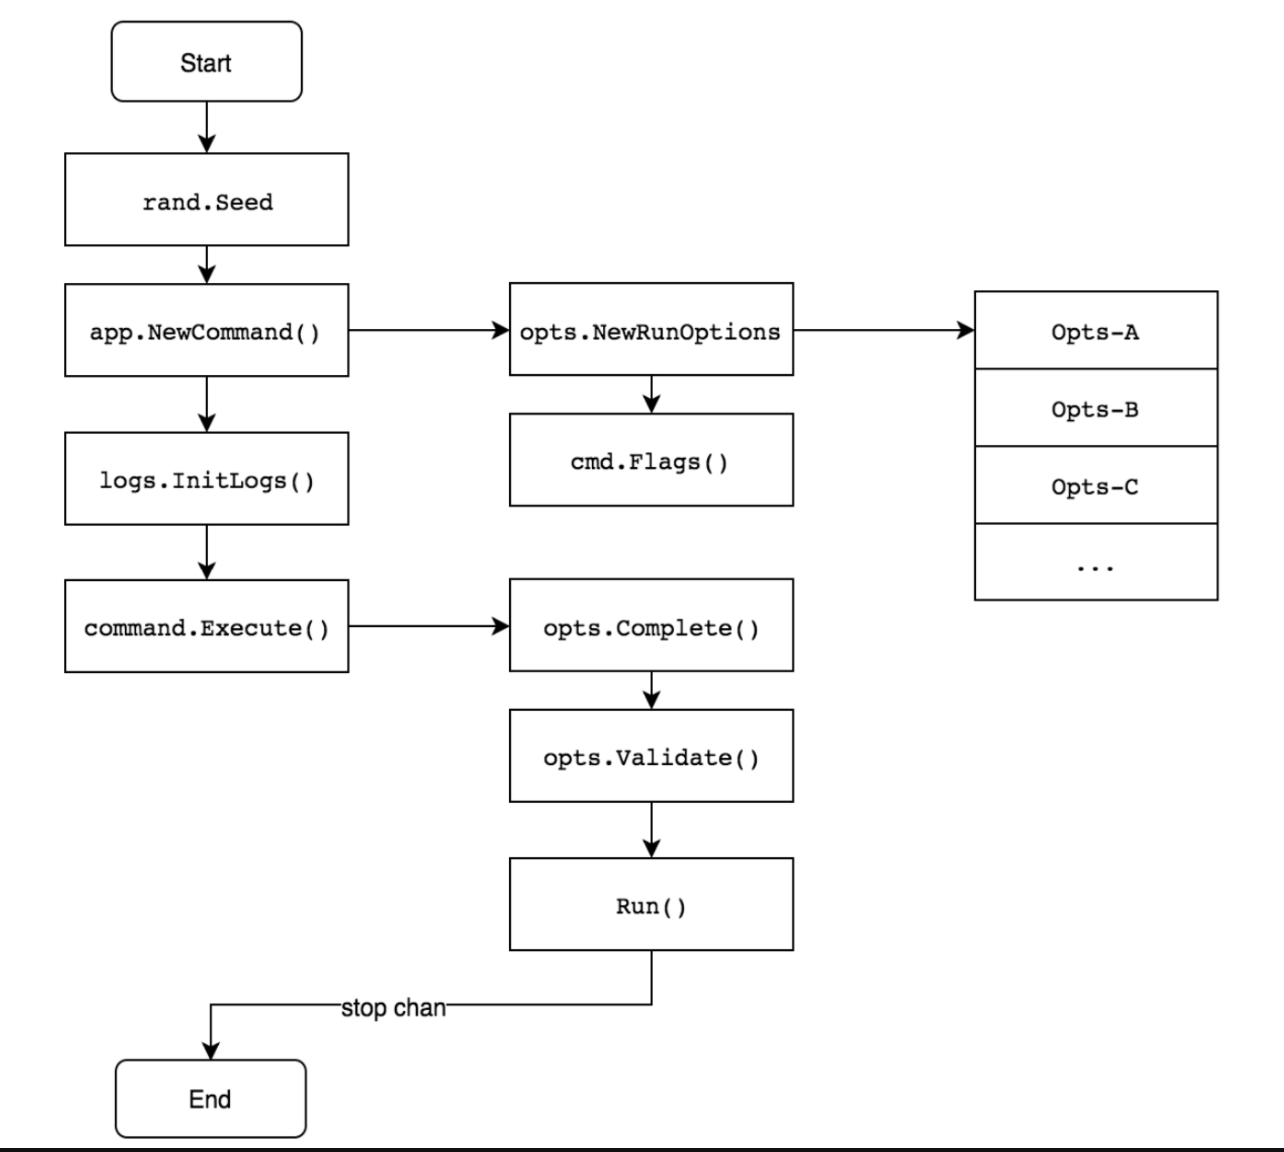 Start
rand.Seed
app.NewCommand()
opts.NewRunOptions
Opts-A
Opts-B
Opts-C
...
cmd.Flags()
logs.InitLogs()
command.Execute()
opts.Complete()
opts.Validate()
Run()
stop chan
End